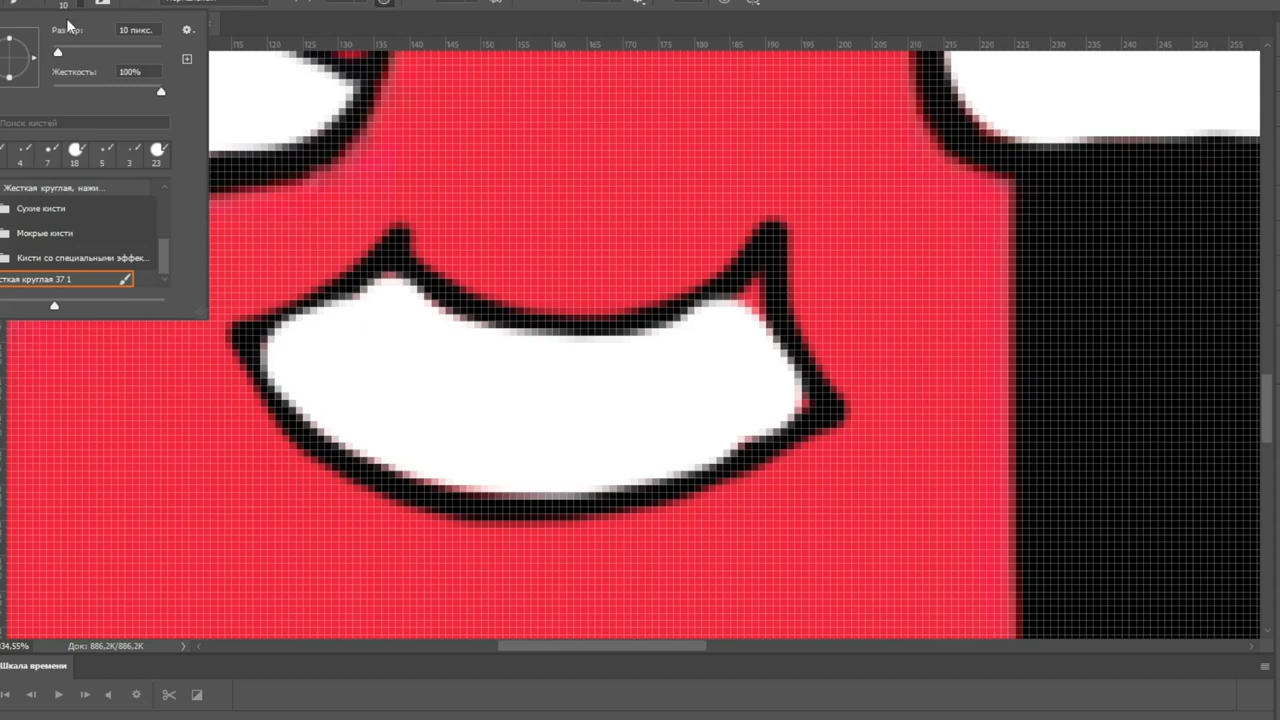 10
Размер:
10 пикс.
Жесткость:
100%
Поиск кистей
4 7 18 5 3 23
Жесткая круглая, нажи...
Сухие кисти
Мокрые кисти
Кисти со специальными эффек...
сткая круглая 37 1
115 120 125 130 135 140 145 150 155 160 165 170 175 180 185 190 195 200 205 210 215 220 225 230 235 240 245 250 255
34,55%
Док: 886,2K/886,2K
Шкала времени